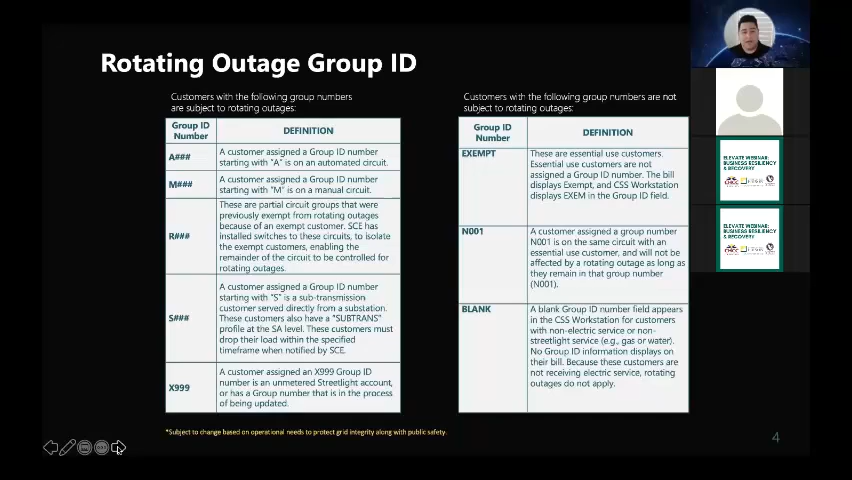 Rotating Outage Group ID
Customers with the following group numbers
are subject to rotating outages:
Group ID
Number
DEFINITION
A###
A customer assigned a Group ID number
starting with "A" is on an automated circuit.
M###
A customer assigned a Group ID number
starting with "M" is on a manual circuit.
R###
These are partial circuit groups that were
previously exempt from rotating outages
because of an exempt customer. SCE has
installed switches to these circuits, to isolate
the exempt customers, enabling the
remainder of the circuit to be controlled for
rotating outages.
S###
A customer assigned a Group ID number
starting with "S" is a sub-transmission
customer served directly from a substation.
These customers also have a "SUBTRANS"
profile at the SA level. These customers must
drop their load within the specified
timeframe when notified by SCE.
X999
A customer assigned an X999 Group ID
number is an unmetered Streetlight account,
or has a Group number that is in the process
of being updated.
Customers with the following group numbers are not
subject to rotating outages:
Group ID
Number
DEFINITION
EXEMPT
These are essential use customers.
Essential use customers are not
assigned a Group ID number. The bill
displays Exempt, and CSS Workstation
displays EXEM in the Group ID field.
N001
A customer assigned a group number
N001 is on the same circuit with an
essential use customer, and will not be
affected by a rotating outage as long as
they remain in that group number
(N001).
BLANK
A blank Group ID number field appears
in the CSS Workstation for customers
with non-electric service or non-
streetlight service (e.g., gas or water).
No Group ID information displays on
their bill. Because these customers are
not receiving electric service, rotating
outages do not apply.
*Subject to change based on operational needs to protect grid integrity along with public safety.
4
ELEVATE WEBINAR:
BUSINESS RESILIENCY
& RECOVERY
ELEVATE WEBINAR:
BUSINESS RESILIENCY
& RECOVERY